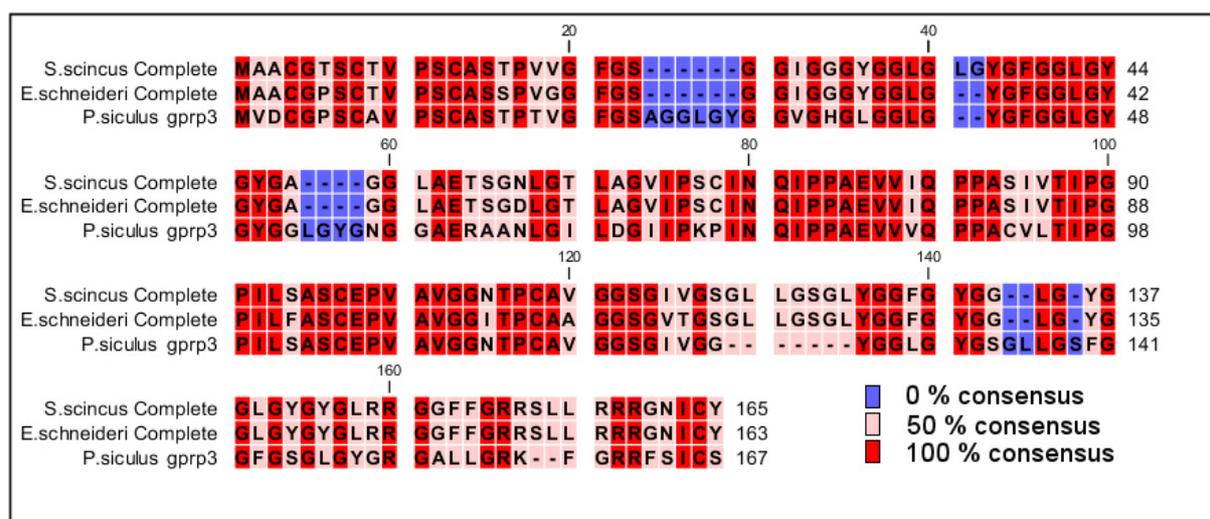 20 40
S.scincus Complete MAACGTSCTV PSCASTPVVG FGS------G GIGGGYGGLG LGYGFGGLGY 44
E.schneideri Complete MAACGPSCTV PSCASSPVGG FGS------G GIGGGYGGLG --YGFGGLGY 42
P.siculus gprp3 MVDCGPSCAV PSCASTPTVG FGSAGGLGYG GVGHGLGGLG --YGFGGLGY 48
60 80 100
S.scincus Complete GYGA----GG LAETSGNLGT LAGVIPSCIN QIPPAEVVIQ PPASIVTIPG 90
E.schneideri Complete GYGA----GG LAETSGDLGT LAGVIPSCIN QIPPAEVVIQ PPASIVTIPG 88
P.siculus gprp3 GYGGLGYGNG GAERAANLGI LDGIIPKPIN QIPPAEVVVQ PPACVLTIPG 98
120 140
S.scincus Complete PILSASCEPV AVGGNTPCAV GGSGIVGSGL LGSGLYGGFG YGG--LG-YG 137
E.schneideri Complete PILFASCEPV AVGGITPCAA GGSGVTGSGL LGSGLYGGFG YGG--LG-YG 135
P.siculus gprp3 PILSASCEPV AVGGNTPCAV GGSGIVGG-- -----YGGLG YGSGLLGSFG 141
160
S.scincus Complete GLGYGYGLRR GGFFGRRSLL RRRGNICY 165
E.schneideri Complete GLGYGYGLRR GGFFGRRSLL RRRGNICY 163
P.siculus gprp3 GFGSGLGYGR GALLGRK--F GRRFSICS 167
0 % consensus
50 % consensus
100 % consensus